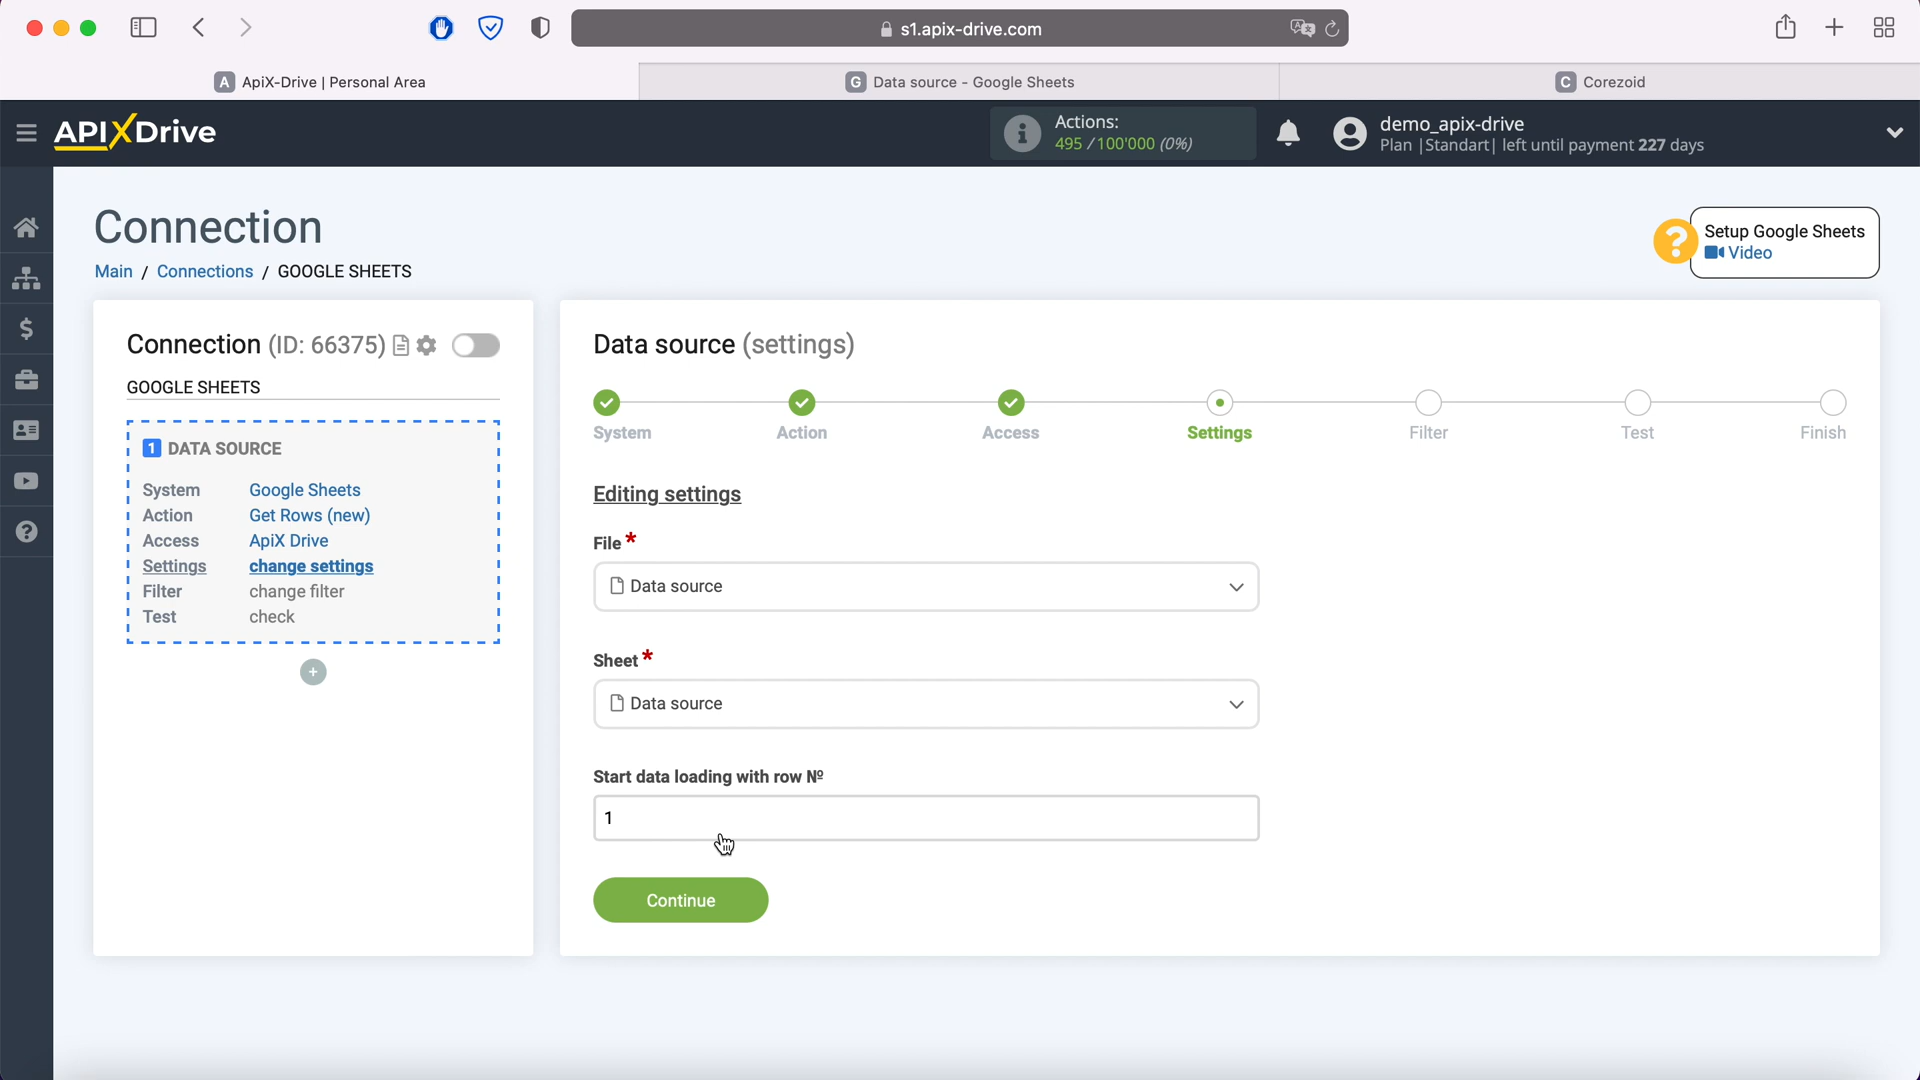 s1.apix-drive.com
A ApiX-Drive | Personal Area
G Data source - Google Sheets
C Corezoid
APIXDrive
Actions:
495 /100'000 (0%)
demo_apix-drive
Plan |Standart| left until payment 227 days
Connection
Main / Connections / GOOGLE SHEETS
Setup Google Sheets
Video
Connection (ID: 66375)
GOOGLE SHEETS
1 DATA SOURCE
System Google Sheets
Action Get Rows (new)
Access ApiX Drive
Settings change settings
Filter change filter
Test check
Data source (settings)
System Action Access Settings Filter Test Finish
Editing settings
File*
Data source
Sheet*
Data source
Start data loading with row Nº
1
Continue